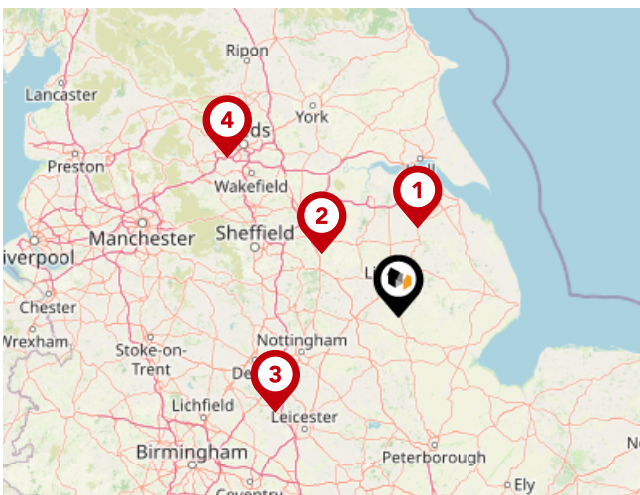 Ripon
Lancaster
4
York
ds
Preston
Wakefield
1
2
Manchester
Sheffield
iverpool
Li
Chester
Wrexham
Nottingham
Stoke-on-
Trent
De
3
Lichfield
Leicester
Birmingham
Peterborough
Coventry
Ely